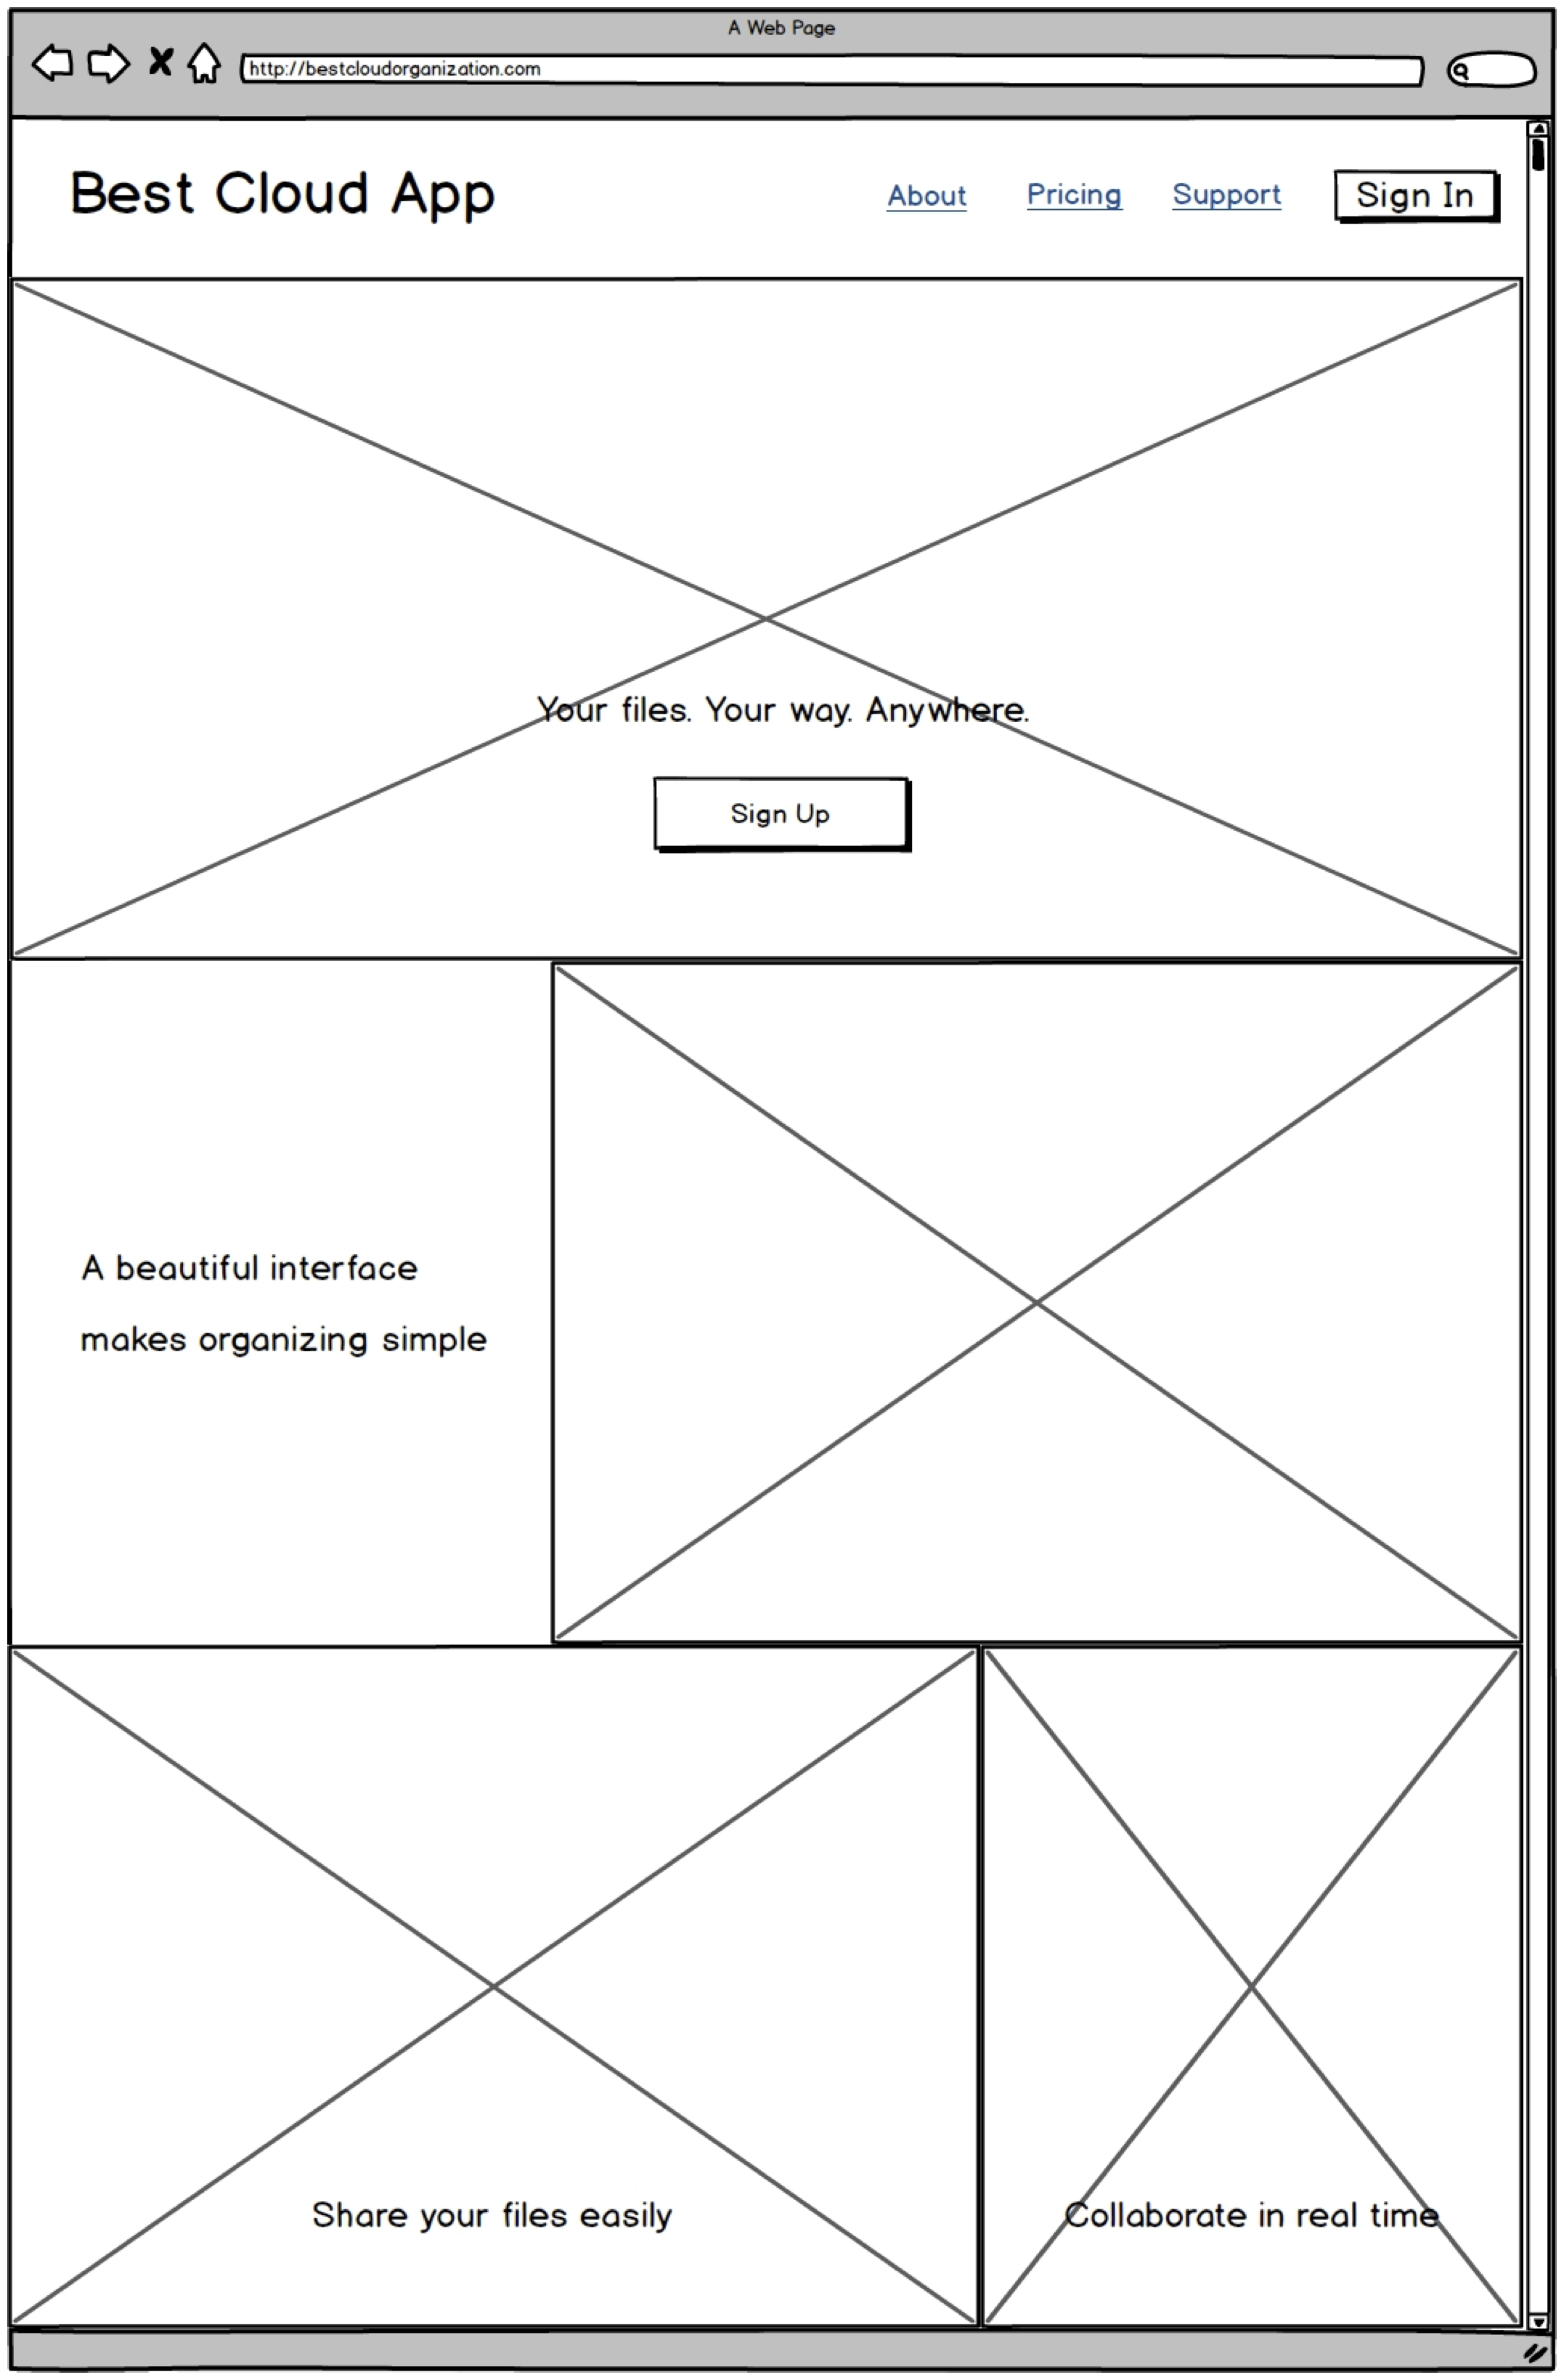 A Web Page
http://bestcloudorganization.com
Best Cloud App
About Pricing Support Sign In
Your files. Your way. Anywhere.
Sign Up
A beautiful interface
makes organizing simple
Share your files easily
Collaborate in real time